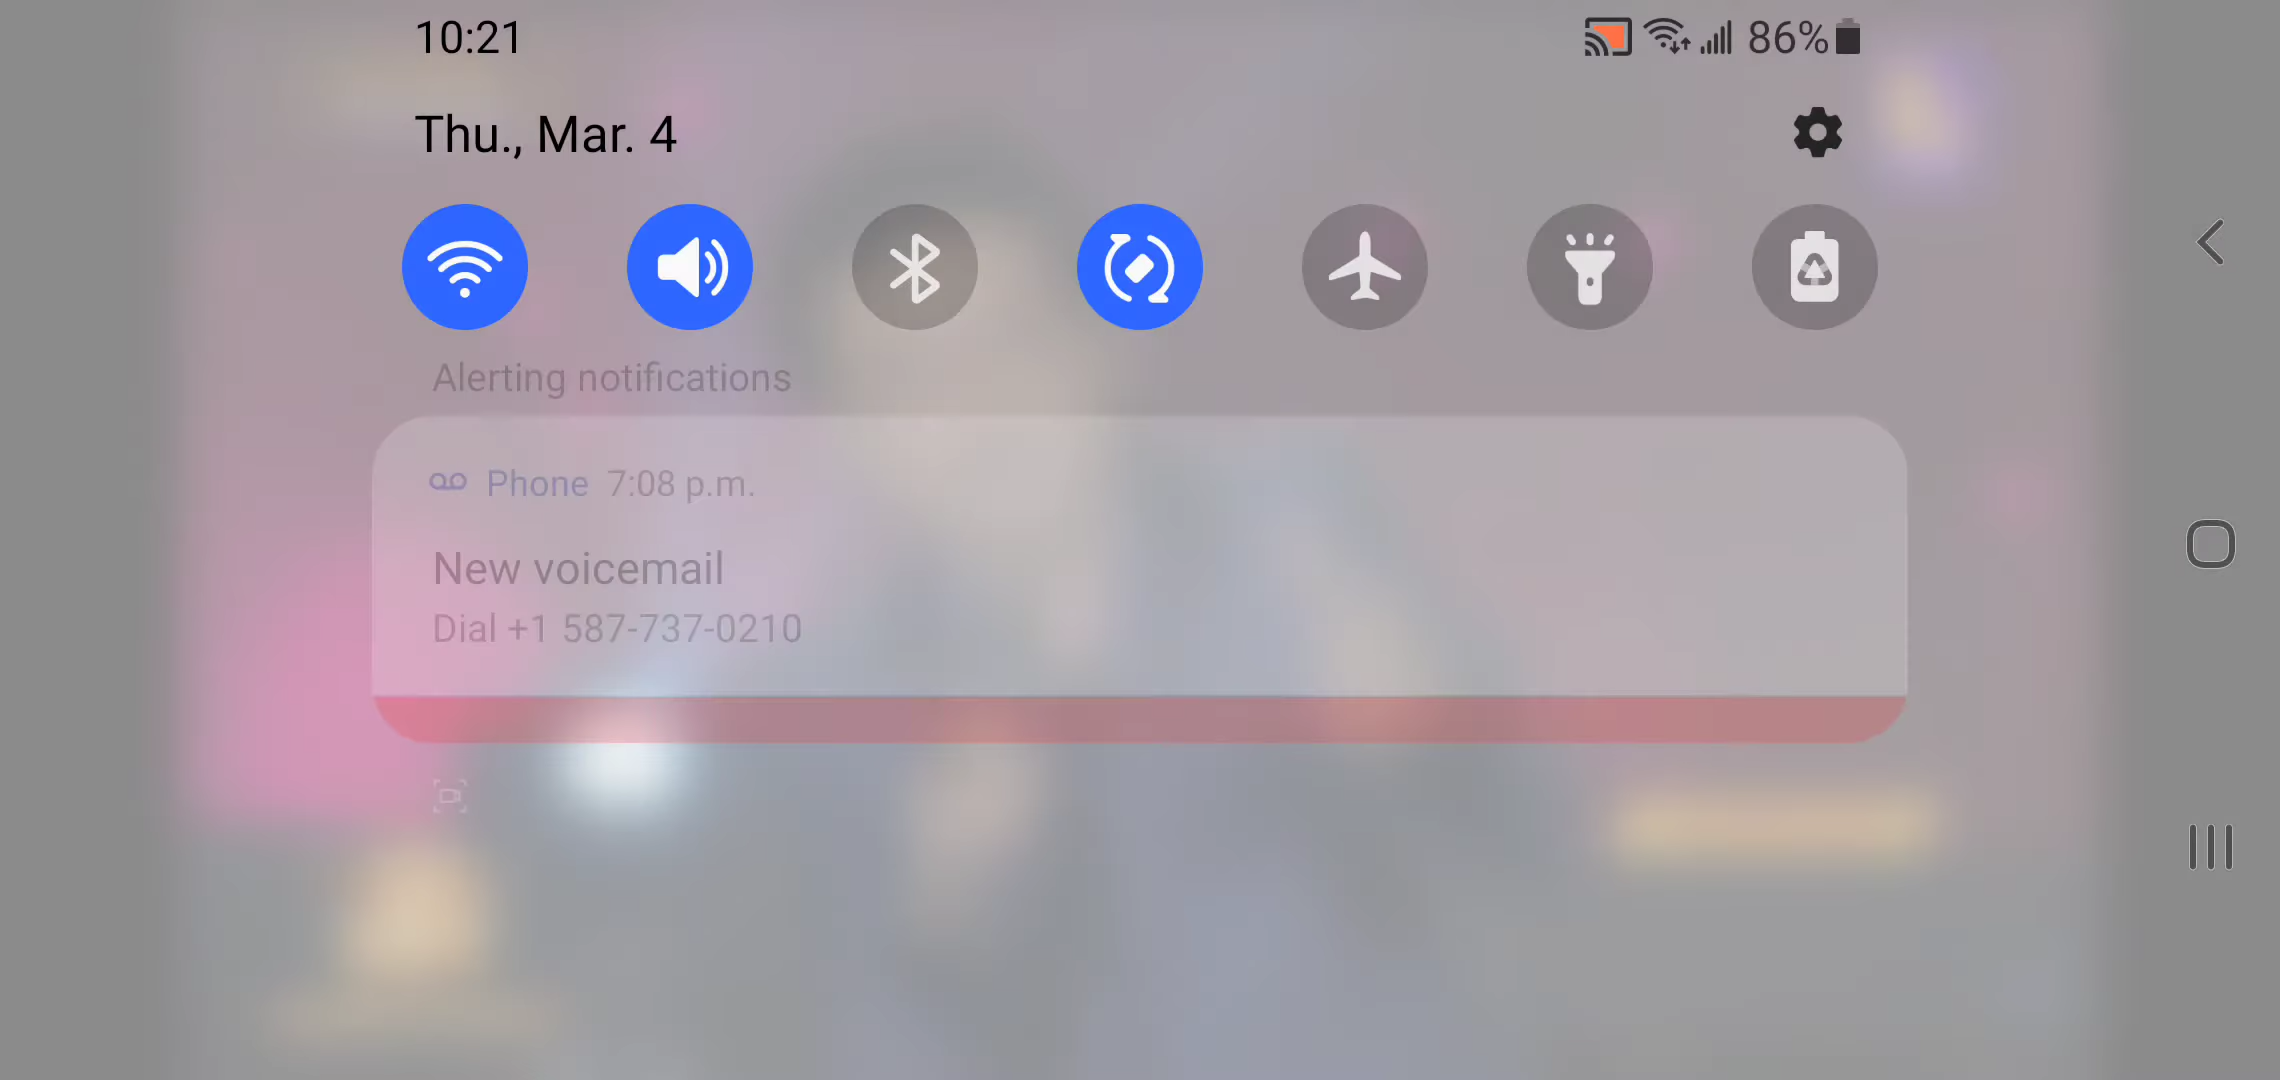 10:21
86%
Thu., Mar. 4
Alerting notifications
Phone 7:08 p.m.
New voicemail
Dial +1 587-737-0210